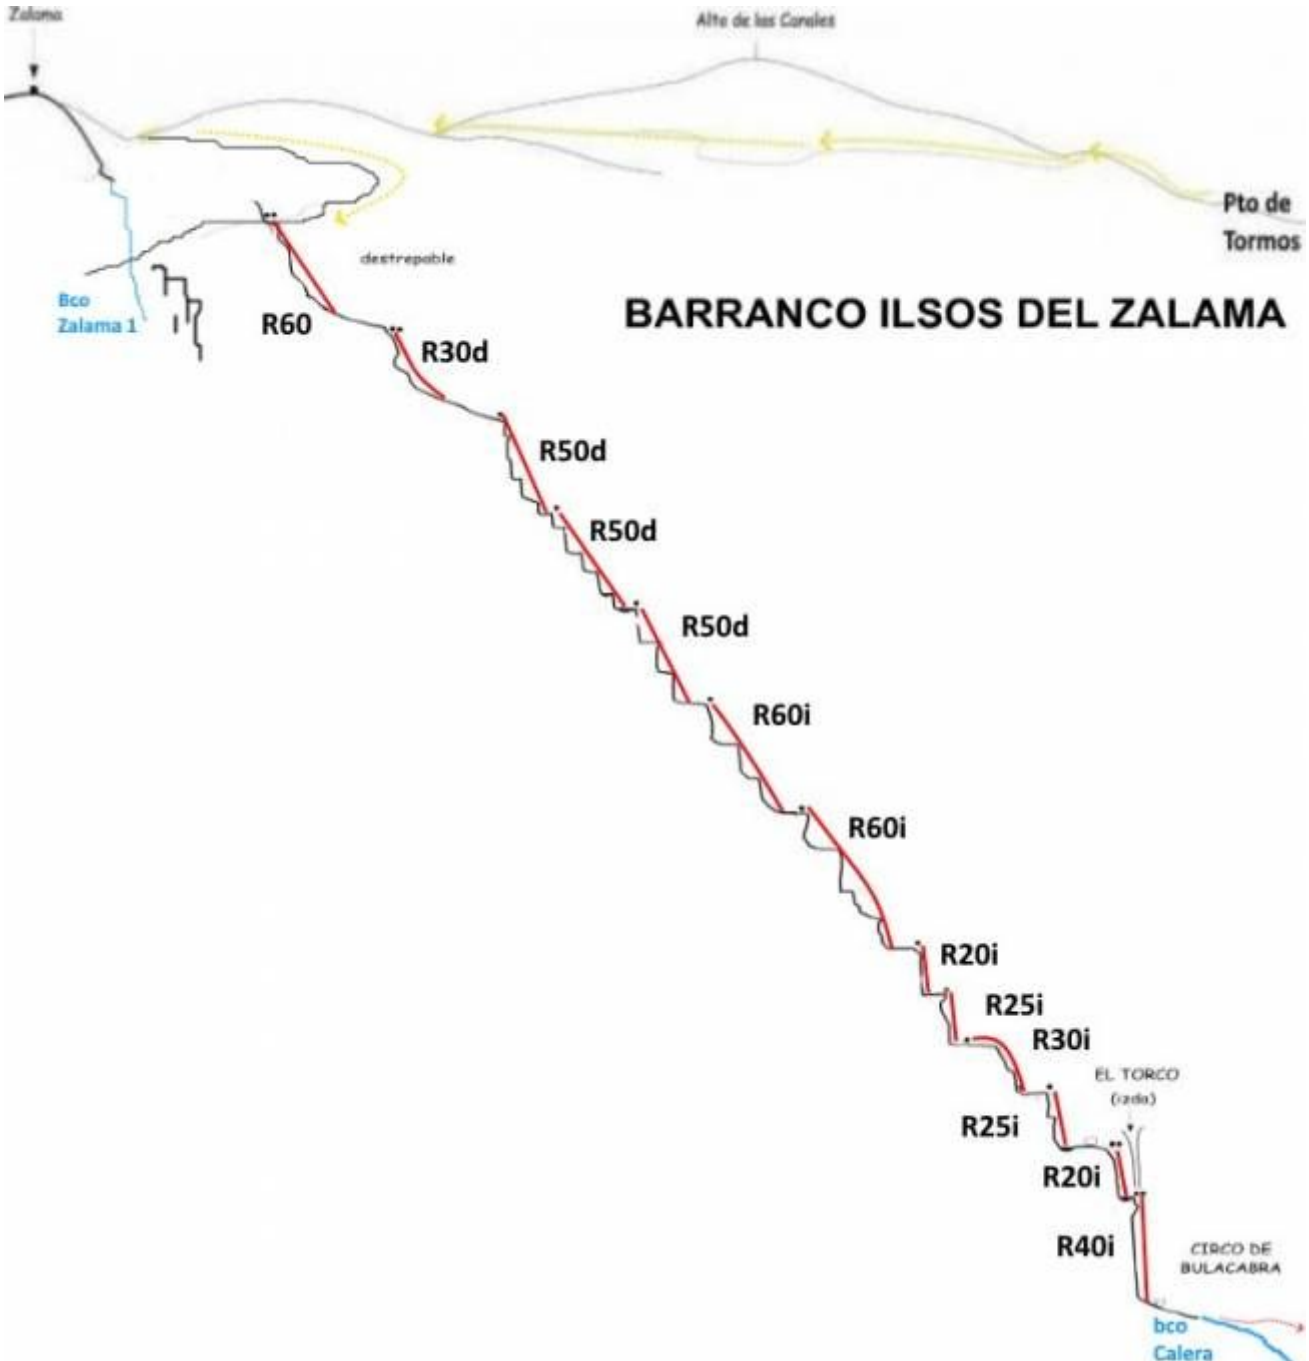 Zalama
Alto de las Canales
Pto de
Tormos
destrepable
Bco
Zalama 1
R60
BARRANCO ILSOS DEL ZALAMA
R30d
R50d
R50d
R50d
R60i
R60i
R20i
R25i
R30i
EL TORCO
(izda)
R25i
R20i
R40i
CIRCO DE
BULACABRA
bco
Calera